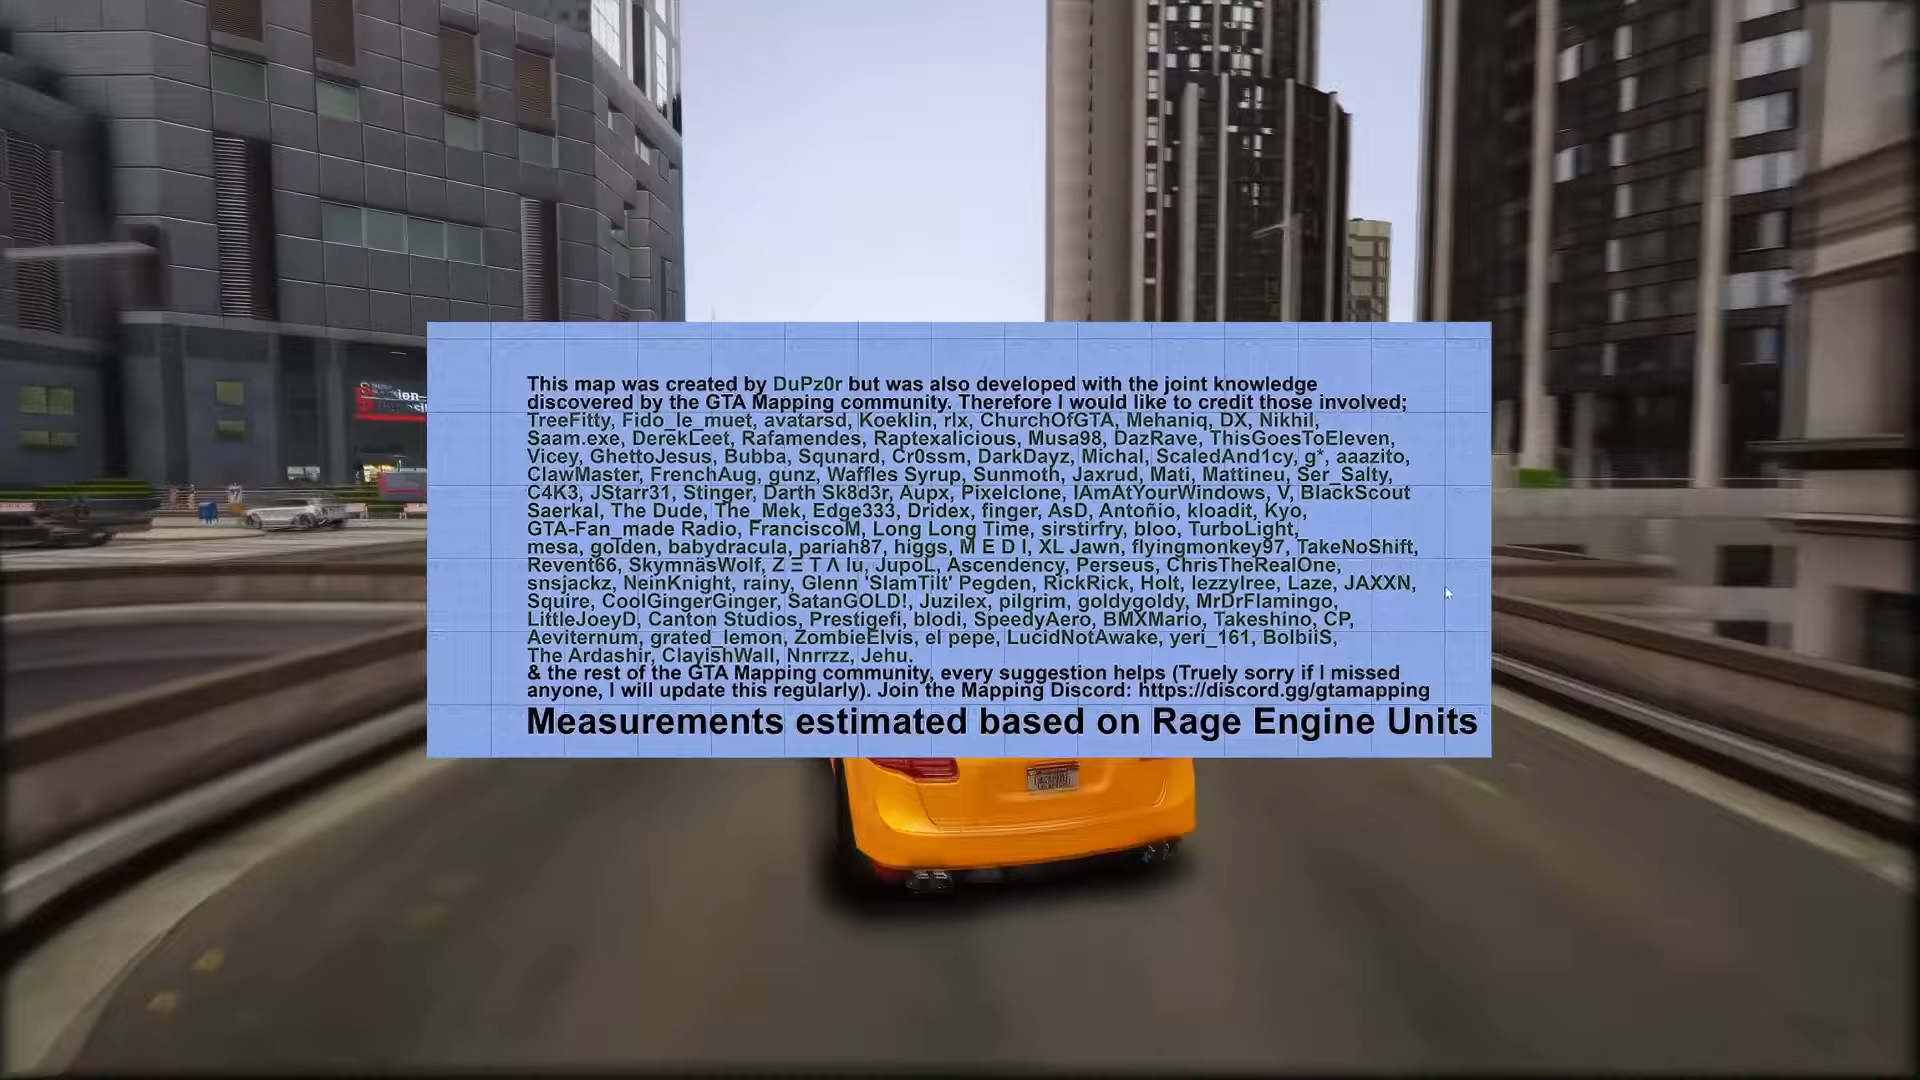 This map was created by DuPz0r but was also developed with the joint knowledge
discovered by the GTA Mapping community. Therefore I would like to credit those involved;
TreeFitty, Fido_le_muet, avatarsd, Koeklin, rlx, ChurchOfGTA, Mehaniq, DX, Nikhil,
Saam.exe, DerekLeet, Rafamendes, Raptexalicious, Musa98, DazRave, ThisGoesToEleven,
Vicey, GhettoJesus, Bubba, Squnard, Cr0ssm, DarkDayz, Michal, ScaledAnd1cy, g*, aaazito,
ClawMaster, FrenchAug, gunz, Waffles Syrup, Sunmoth, Jaxrud, Mati, Mattineu, Ser_Salty,
C4K3, JStarr31, Stinger, Darth Sk8d3r, Aupx, Pixelclone, IAmAtYourWindows, V, BlackScout
Saerkal, The Dude, The_Mek, Edge333, Dridex, finger, AsD, Antoñio, kloadit, Kyo,
GTA-Fan_made Radio, FranciscoM, Long Long Time, sirstirfry, bloo, TurboLight,
mesa, golden, babydracula, pariah87, higgs, M E D I, XL Jawn, flyingmonkey97, TakeNoShift,
Revent66, SkymnäsWolf, Z Ξ T Λ lu, JupoL, Ascendency, Perseus, ChrisTheRealOne,
snsjackz, NeinKnight, rainy, Glenn 'SlamTilt' Pegden, RickRick, Holt, lezzylree, Laze, JAXXN,
Squire, CoolGingerGinger, SatanGOLD!, Juzilex, pilgrim, goldygoldy, MrDrFlamingo,
LittleJoeyD, Canton Studios, Prestigefi, blodi, SpeedyAero, BMXMario, Takeshino, CP,
Aeviternum, grated_lemon, ZombieElvis, el pepe, LucidNotAwake, yeri_161, BolbiiS,
The Ardashir, ClayishWall, Nnrrzz, Jehu.
& the rest of the GTA Mapping community, every suggestion helps (Truely sorry if I missed
anyone, I will update this regularly). Join the Mapping Discord: https://discord.gg/gtamapping
Measurements estimated based on Rage Engine Units